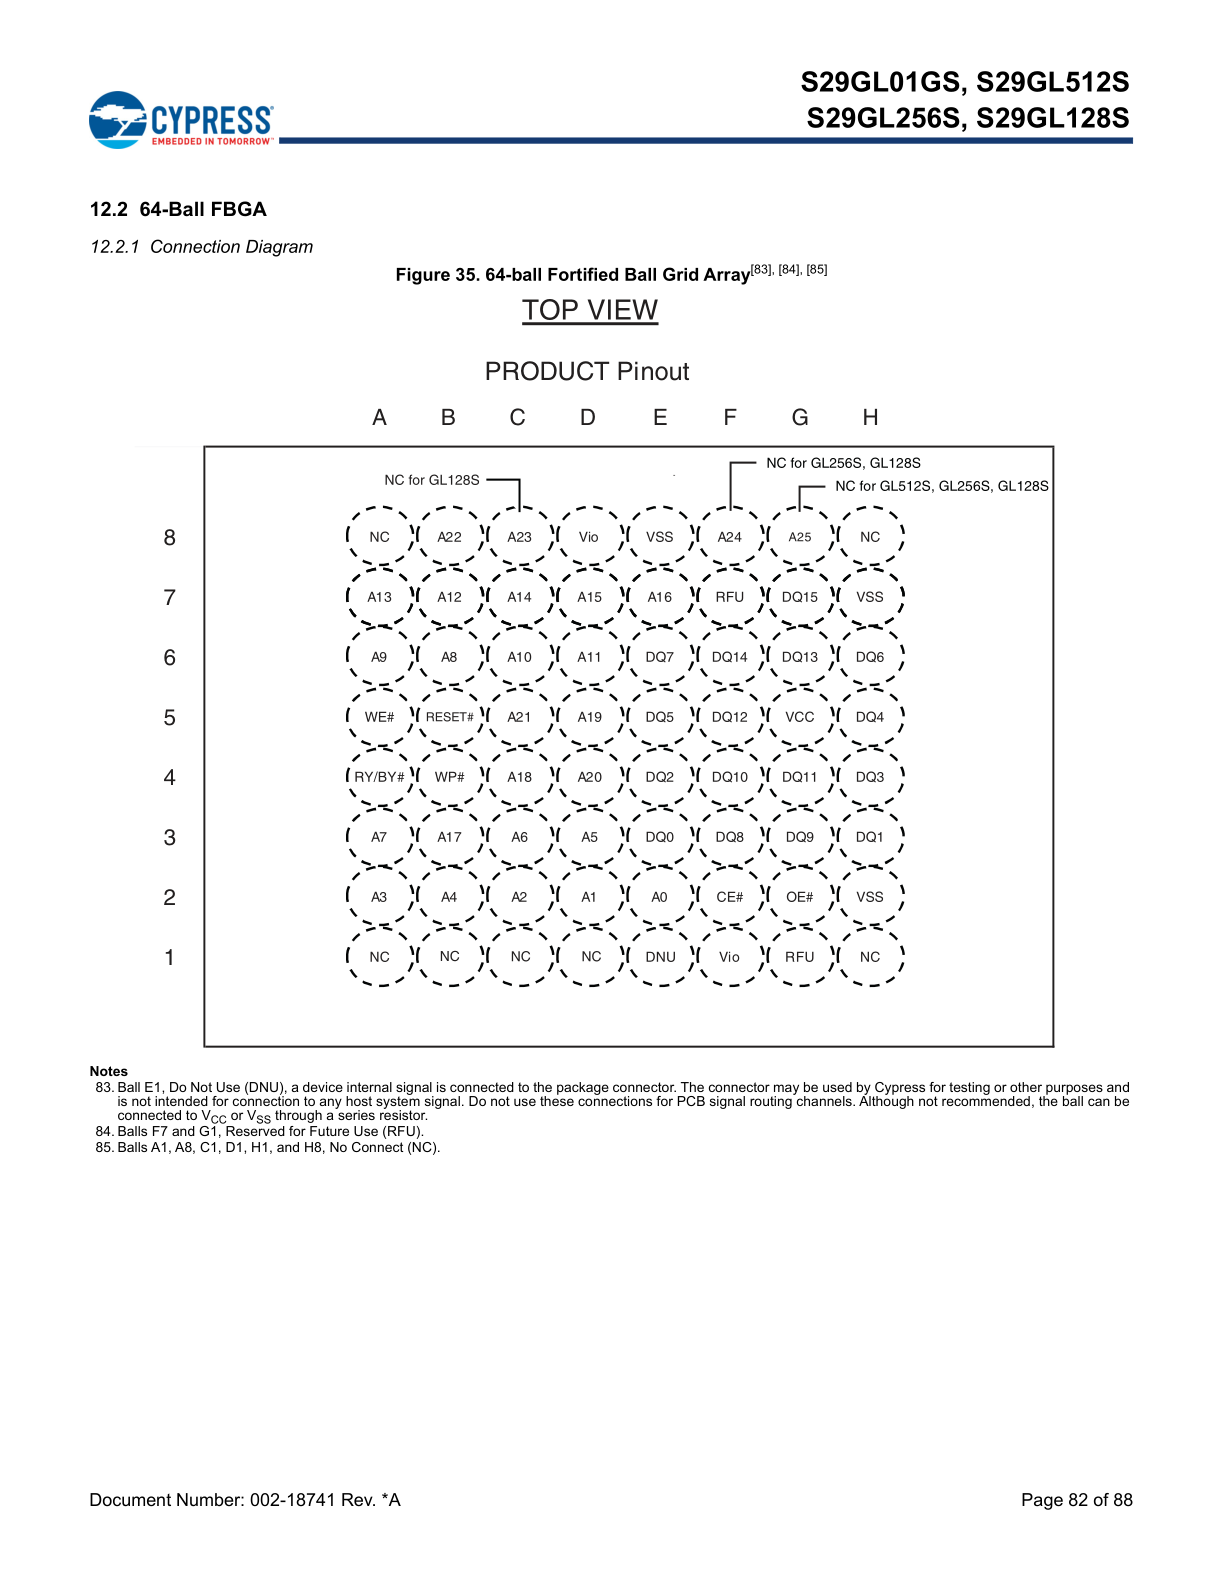 S29GL01GS, S29GL512S
S29GL256S, S29GL128S
CYPRESS
EMBEDDED IN TOMORROW™
12.2 64-Ball FBGA
12.2.1 Connection Diagram
Figure 35. 64-ball Fortified Ball Grid Array[83], [84], [85]
TOP VIEW
PRODUCT Pinout
A B C D E F G H
NC for GL256S, GL128S
NC for GL128S
NC for GL512S, GL256S, GL128S
8 NC A22 A23 Vio VSS A24 A25 NC
7 A13 A12 A14 A15 A16 RFU DQ15 VSS
6 A9 A8 A10 A11 DQ7 DQ14 DQ13 DQ6
5 WE# RESET# A21 A19 DQ5 DQ12 VCC DQ4
4 RY/BY# WP# A18 A20 DQ2 DQ10 DQ11 DQ3
3 A7 A17 A6 A5 DQ0 DQ8 DQ9 DQ1
2 A3 A4 A2 A1 A0 CE# OE# VSS
1 NC NC NC NC DNU Vio RFU NC
Notes
83. Ball E1, Do Not Use (DNU), a device internal signal is connected to the package connector. The connector may be used by Cypress for testing or other purposes and
is not intended for connection to any host system signal. Do not use these connections for PCB signal routing channels. Although not recommended, the ball can be
connected to VCC or VSS through a series resistor.
84. Balls F7 and G1, Reserved for Future Use (RFU).
85. Balls A1, A8, C1, D1, H1, and H8, No Connect (NC).
Document Number: 002-18741 Rev. *A
Page 82 of 88